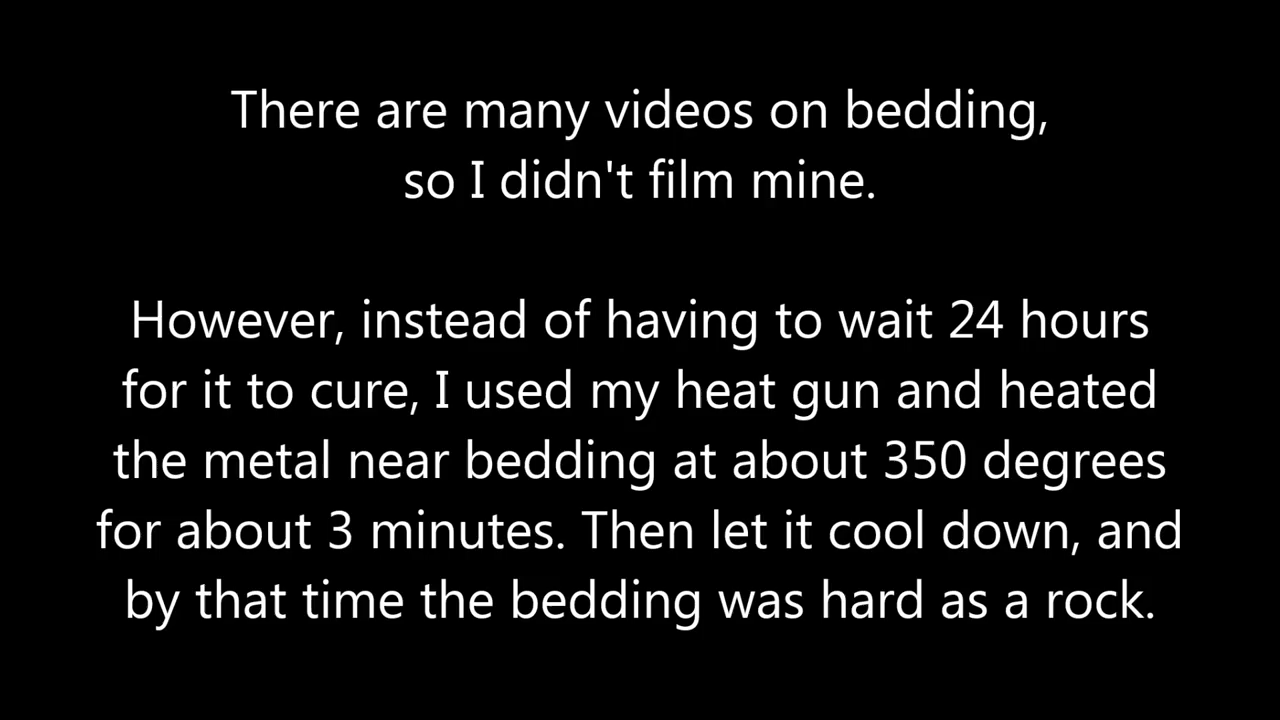 There are many videos on bedding,
so I didn't film mine.
However, instead of having to wait 24 hours
for it to cure, I used my heat gun and heated
the metal near bedding at about 350 degrees
for about 3 minutes. Then let it cool down, and
by that time the bedding was hard as a rock.